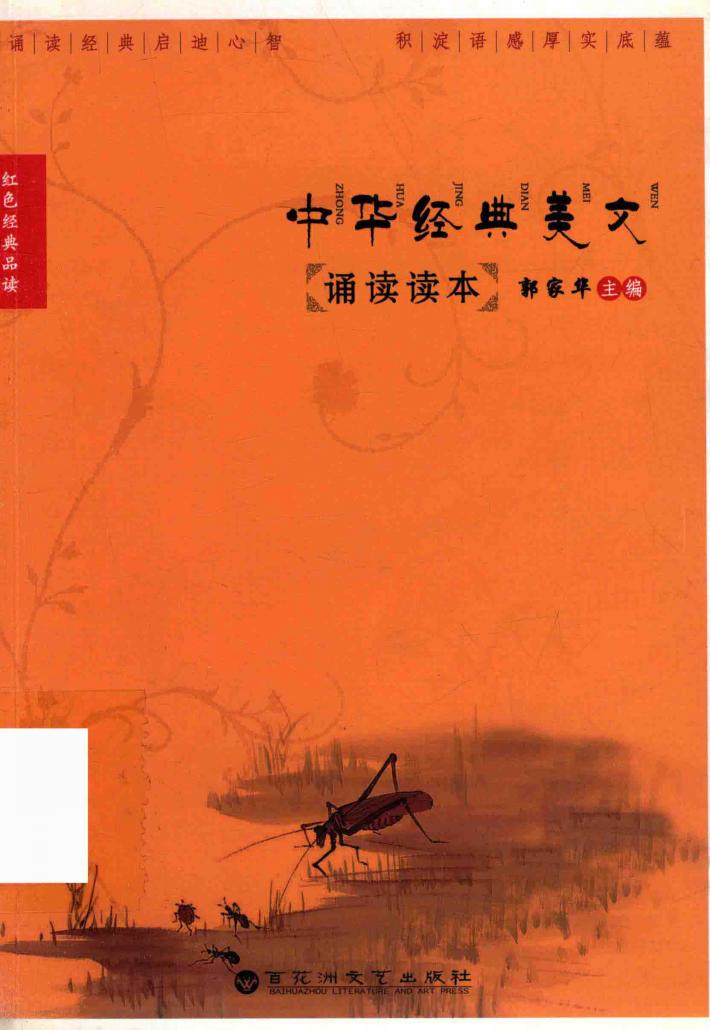 诵读经典启迪心智 积淀语感厚实底蕴
红色经典品读
ZHONG HUA JING DIAN MEI WEN
中华经典美文
诵读读本 郭家华 主编
百花洲文艺出版社
BAIHUAZHOU LITERATURE AND ART PRESS